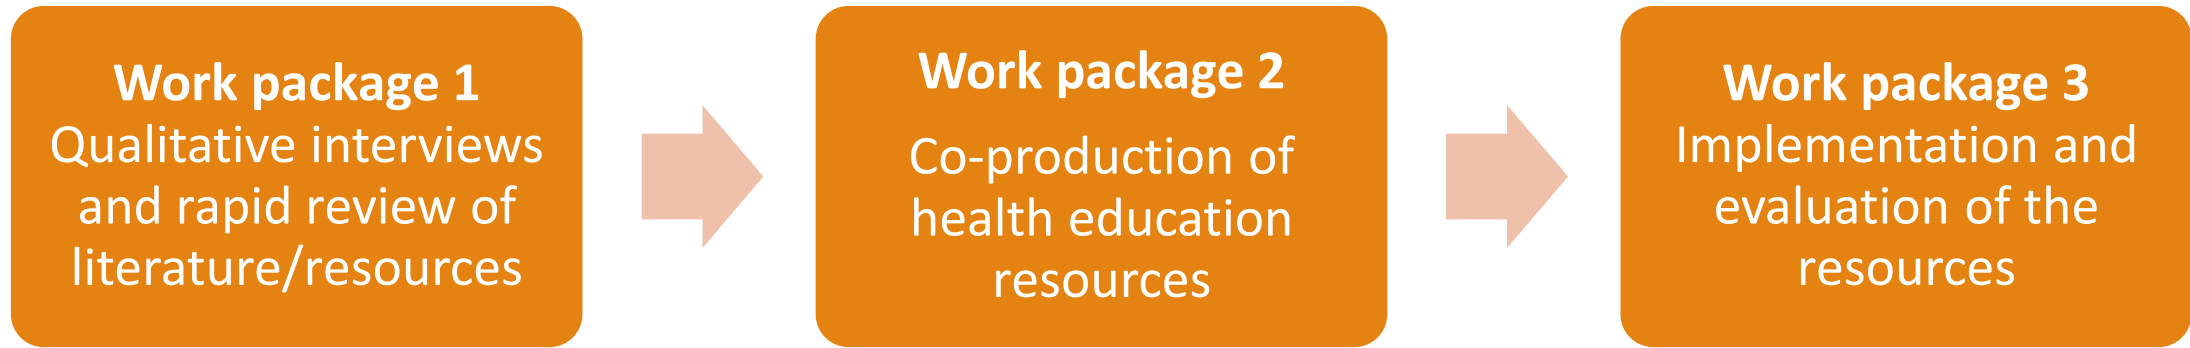 Work package 1
Qualitative interviews
and rapid review of
literature/resources
Work package 2
Co-production of
health education
resources
Work package 3
Implementation and
evaluation of the
resources